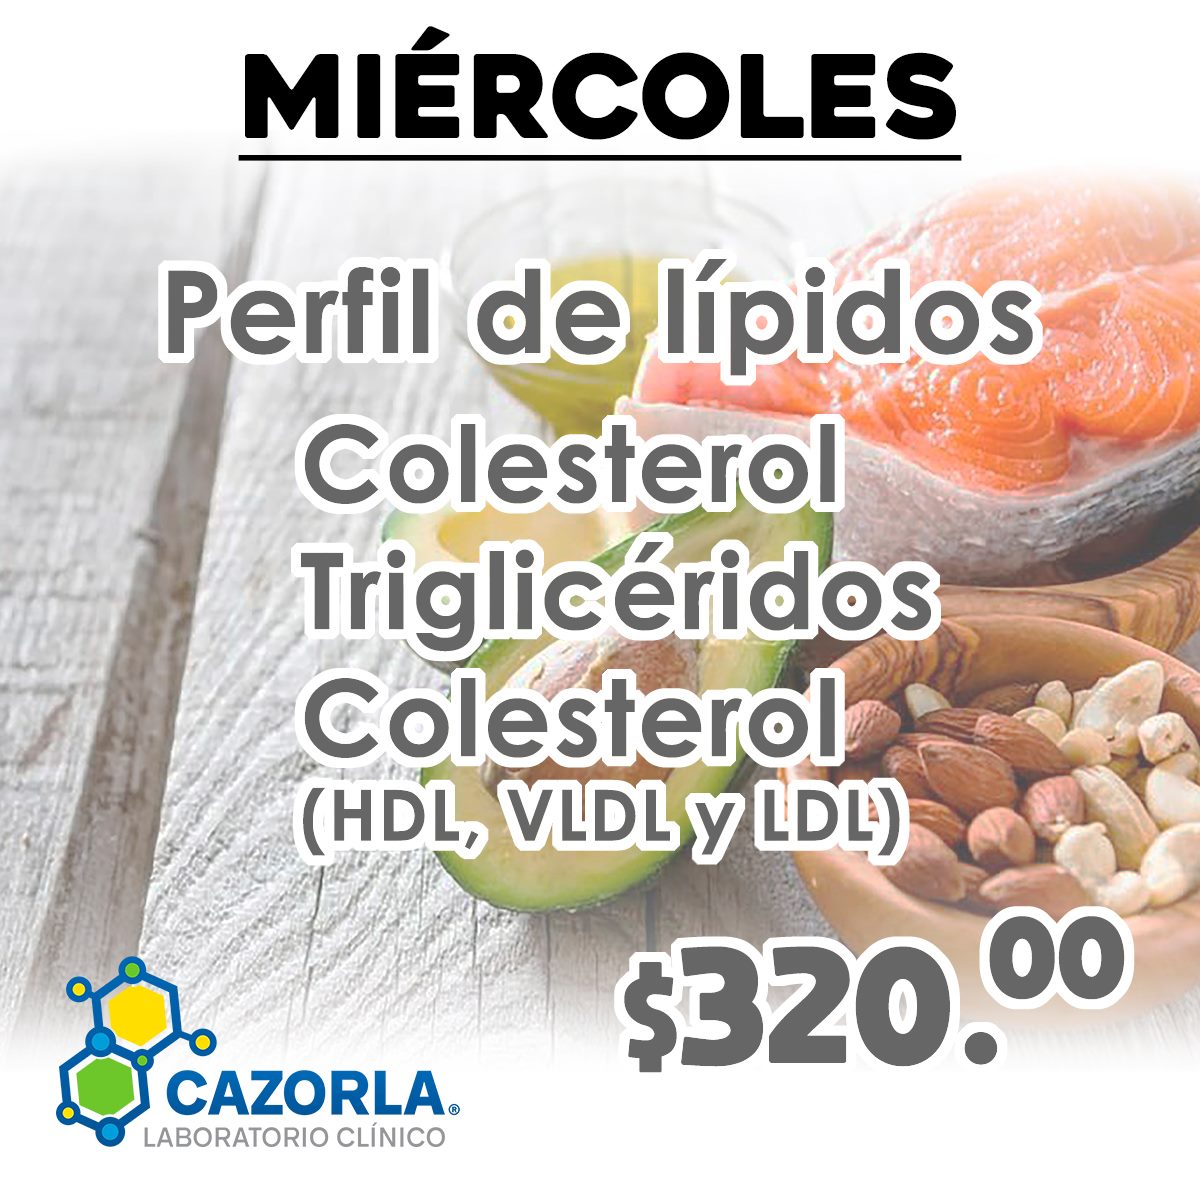 MIÉRCOLES
Perfil de lípidos
Colesterol
Triglicéridos
Colesterol
(HDL, VLDL y LDL)
$320.00
CAZORLA®
LABORATORIO CLÍNICO